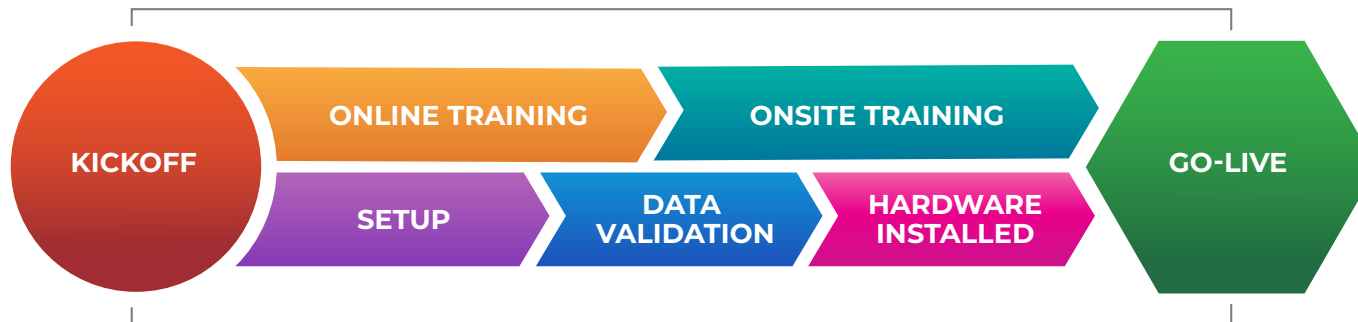 KICKOFF
ONLINE TRAINING
ONSITE TRAINING
SETUP
DATA
VALIDATION
HARDWARE
INSTALLED
GO-LIVE